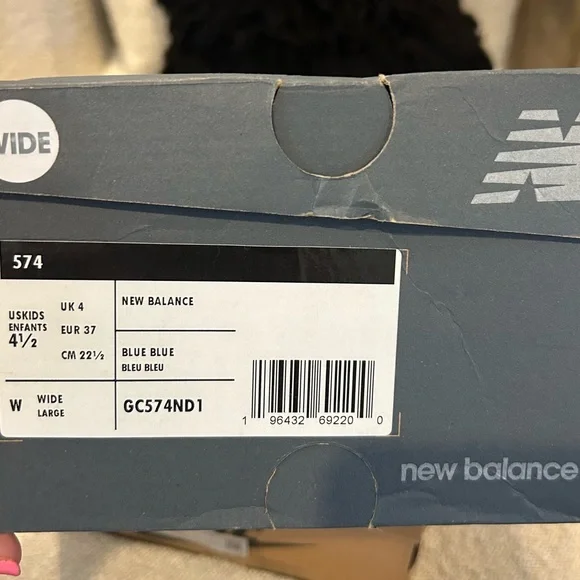 WIDE
574
USKIDS
ENFANTS
4½
UK 4
EUR 37
CM 22½
NEW BALANCE
BLUE BLUE
BLEU BLEU
W
WIDE
LARGE
GC574ND1
1 96432 69220 0
new balance